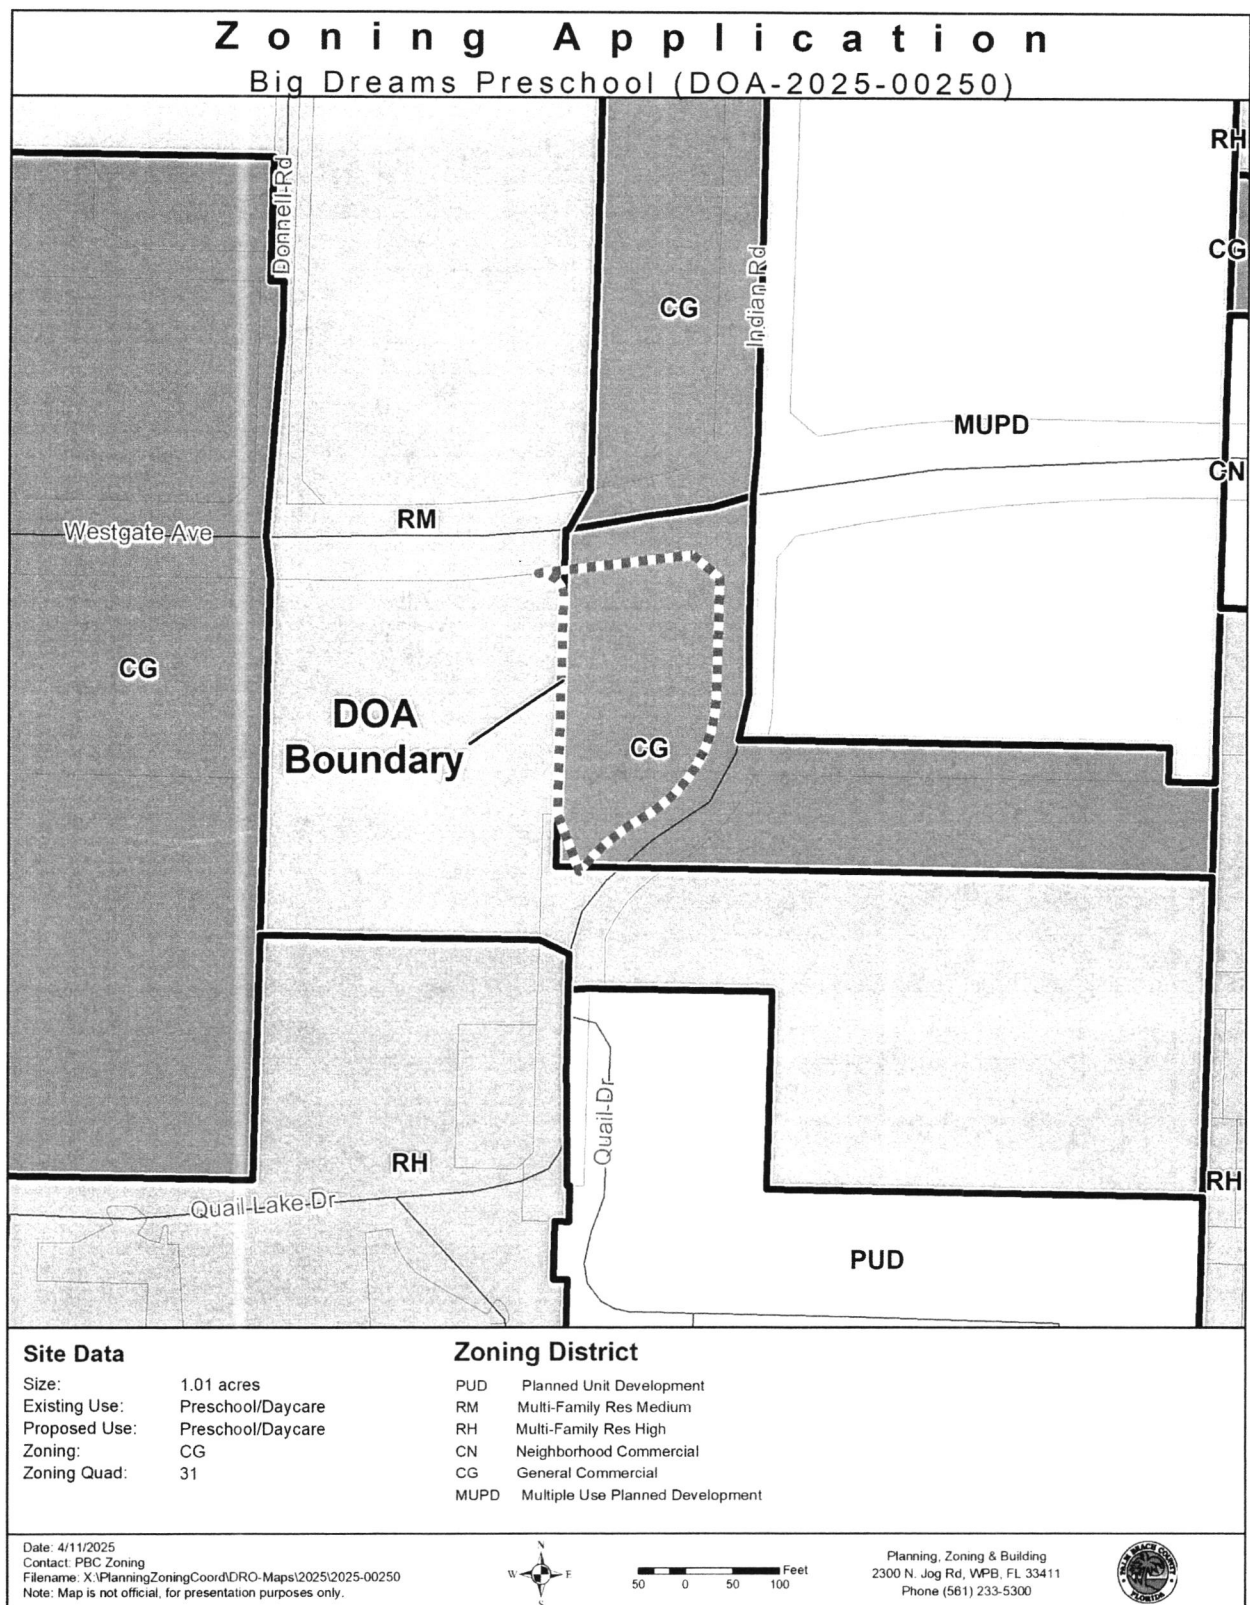 Zoning Application
Big Dreams Preschool (DOA-2025-00250)
RH
Donnell Rd
CG
CG
Indian Rd
MUPD
CN
RM
Westgate Ave
CG
DOA
Boundary
CG
Quail Dr
RH
RH
Quail Lake Dr
PUD
Site Data
Size: 1.01 acres
Existing Use: Preschool/Daycare
Proposed Use: Preschool/Daycare
Zoning: CG
Zoning Quad: 31
Zoning District
PUD Planned Unit Development
RM Multi-Family Res Medium
RH Multi-Family Res High
CN Neighborhood Commercial
CG General Commercial
MUPD Multiple Use Planned Development
Date: 4/11/2025
Contact: PBC Zoning
Filename: X:\PlanningZoningCoord\DRO-Maps\2025\2025-00250
Note: Map is not official, for presentation purposes only.
N
W E
S
Feet
50 0 50 100
Planning, Zoning & Building
2300 N. Jog Rd, WPB, FL 33411
Phone (561) 233-5300
PALM BEACH COUNTY
FLORIDA